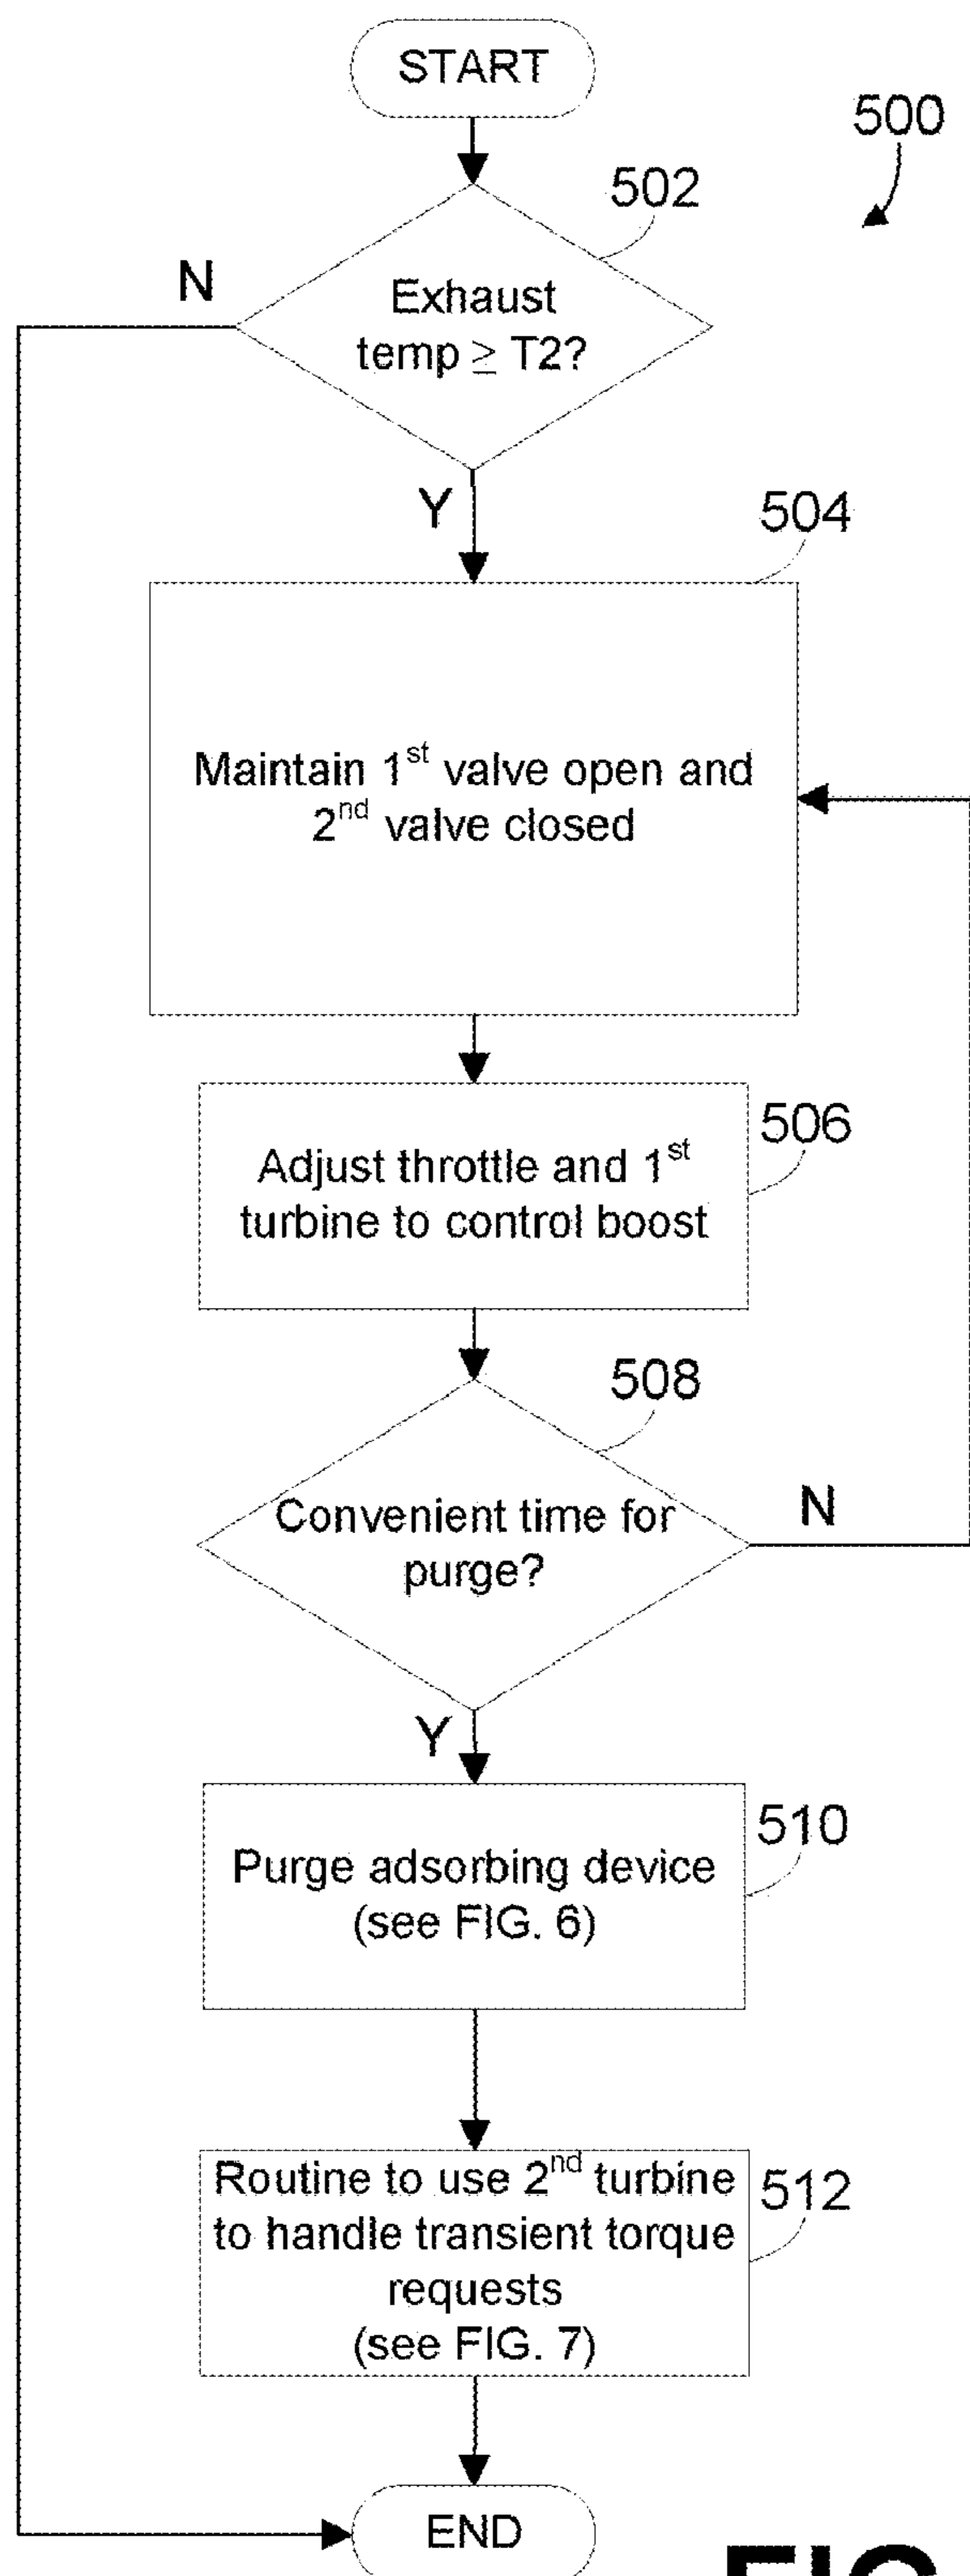 START
500
502
N
Exhaust
temp ≥ T2?
Y
504
Maintain 1st valve open and
2nd valve closed
506
Adjust throttle and 1st
turbine to control boost
508
Convenient time for
purge?
N
Y
510
Purge adsorbing device
(see FIG. 6)
Routine to use 2nd turbine
512
to handle transient torque
requests
(see FIG. 7)
END
FIG